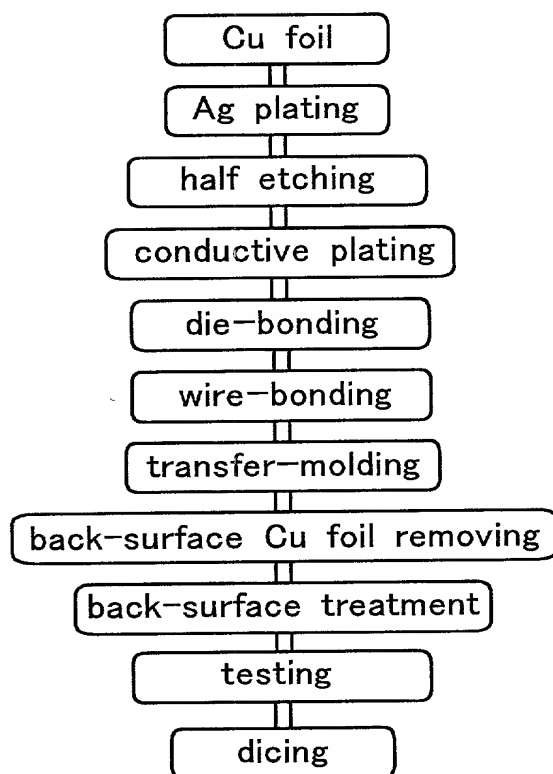 Cu foil
Ag plating
half etching
conductive plating
die-bonding
wire-bonding
transfer-molding
back-surface Cu foil removing
back-surface treatment
testing
dicing